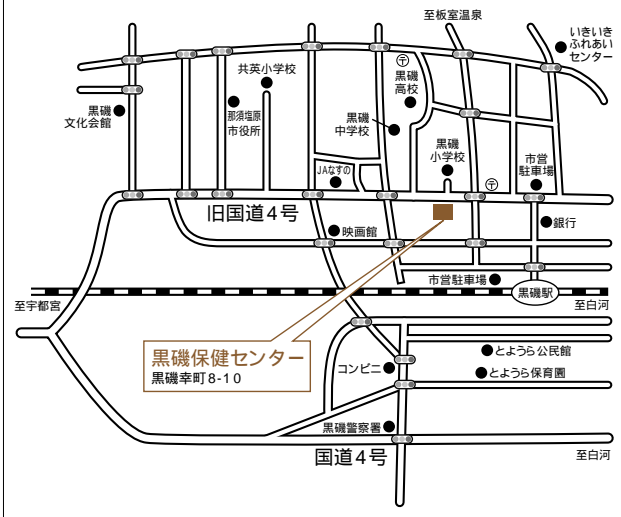 至板室温泉
いきいき
ふれあい
センター
共英小学校
〒
黒磯
高校
黒磯
文化会館
那須塩原
市役所
黒磯
中学校
黒磯
小学校
市営
駐車場
JAなすの
〒
旧国道4号
映画館
銀行
市営駐車場
黒磯駅
至宇都宮
至白河
黒磯保健センター
黒磯幸町8-10
コンビニ
とようら公民館
とようら保育園
黒磯警察署
国道4号
至白河